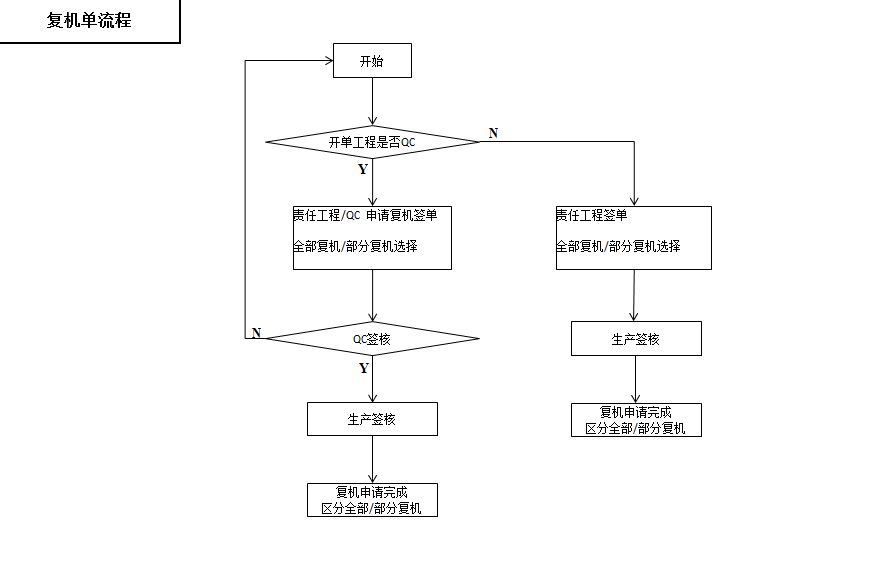 复机单流程
开始
开单工程是否QC
N
Y
责任工程/QC 申请复机签单
全部复机/部分复机选择
责任工程签单
全部复机/部分复机选择
N
QC签核
生产签核
Y
生产签核
复机申请完成
区分全部/部分复机
复机申请完成
区分全部/部分复机